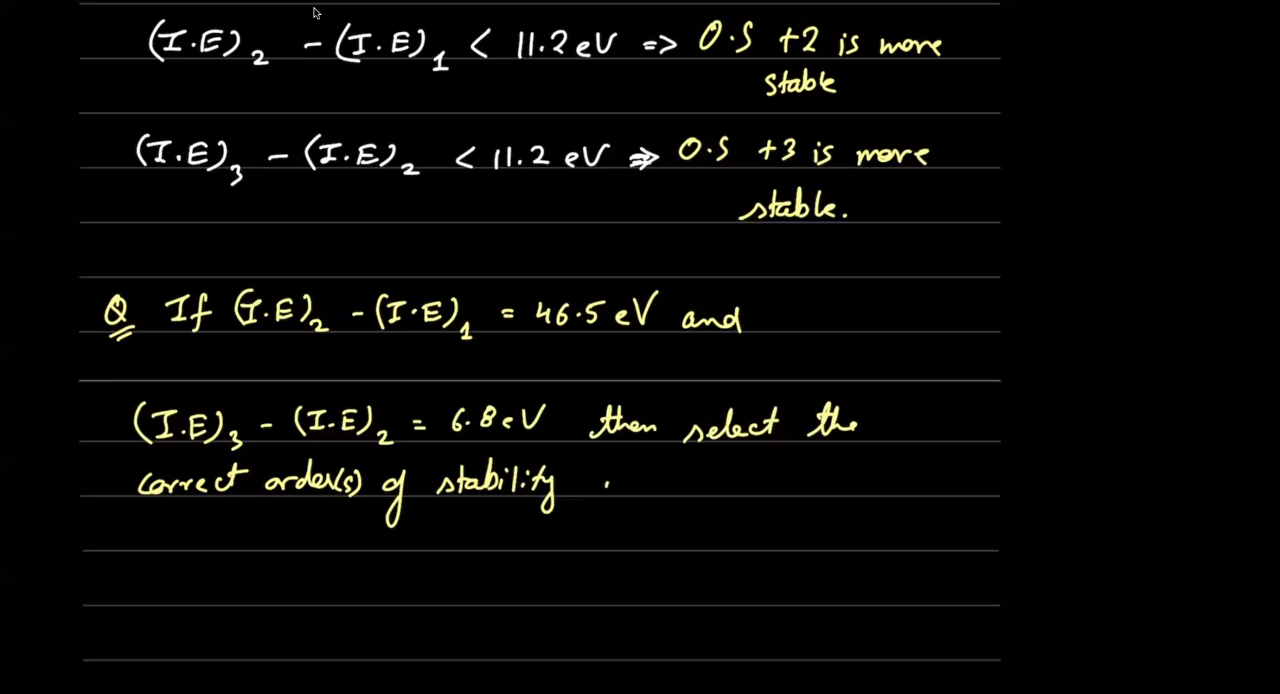 (I.E)₂ - (I.E)₁ < 11.2 eV => O.S +2 is more
stable
(I.E)₃ - (I.E)₂ < 11.2 eV => O.S +3 is more
stable.
Q If (I.E)₂ - (I.E)₁ = 46.5 eV and
(I.E)₃ - (I.E)₂ = 6.8 eV then select the
correct order(s) of stability .